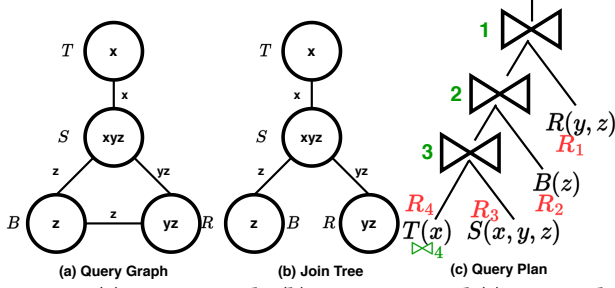 T x
x
S xyz
z yz
B z z yz R
(a) Query Graph
T x
x
S xyz
z yz
z B R yz
(b) Join Tree
1
2
R(y, z)
R1
3
B(z)
R4 R3 R2
T(x) S(x, y, z)
⋈4
(c) Query Plan